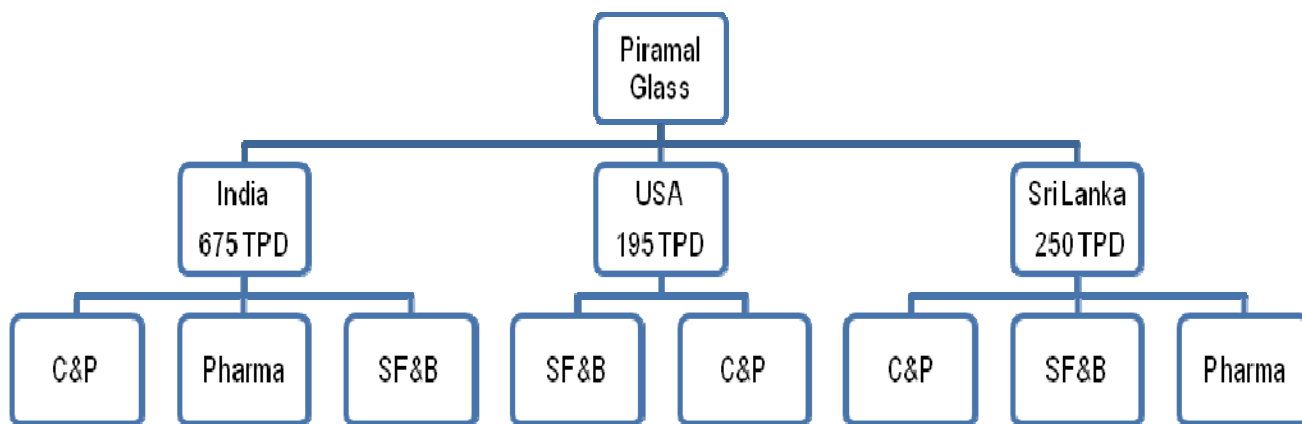 Piramal
Glass
India
675 TPD
USA
195 TPD
Sri Lanka
250 TPD
C&P
Pharma
SF&B
SF&B
C&P
C&P
SF&B
Pharma